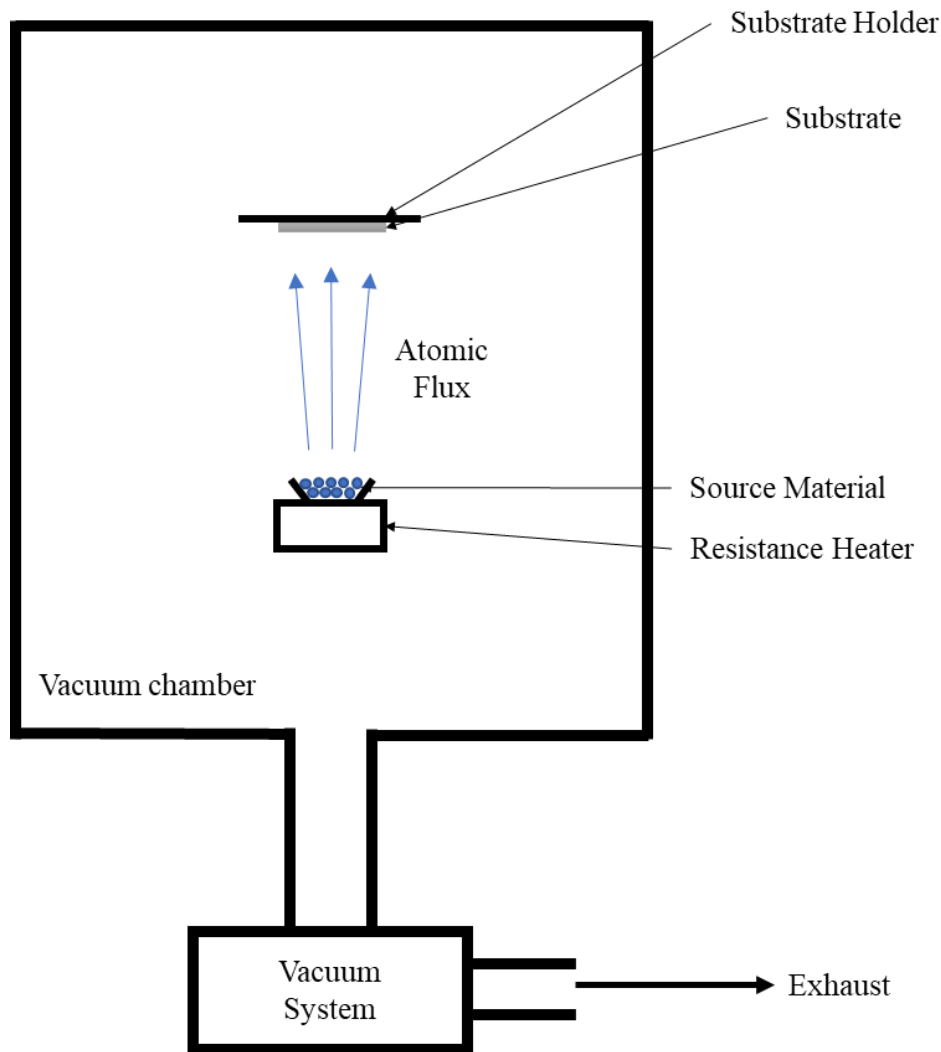 Substrate Holder
Substrate
Atomic
Flux
Source Material
Resistance Heater
Vacuum chamber
Vacuum
System
Exhaust